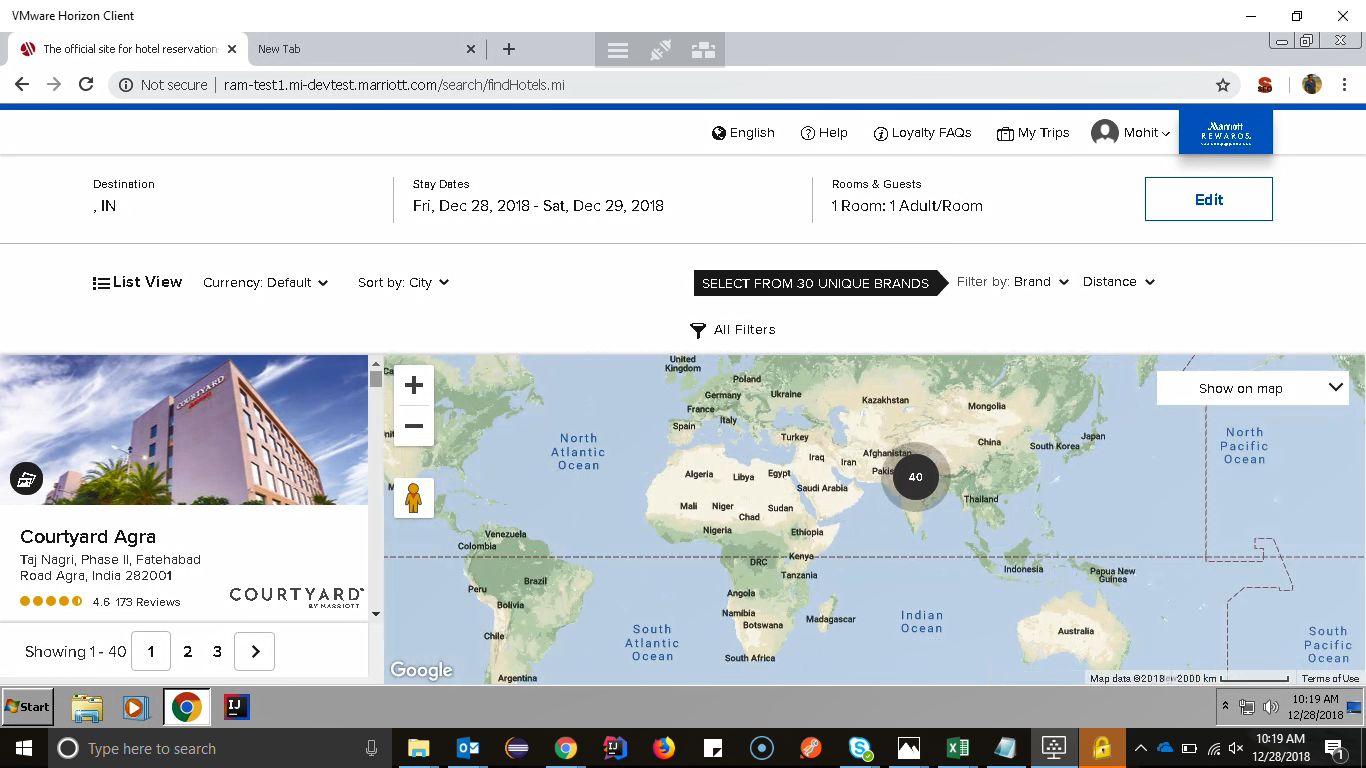 VMware Horizon Client
The official site for hotel reservation
New Tab
Not secure | ram-test1.mi-devtest.marriott.com/search/findHotels.mi
English
Help
Loyalty FAQs
My Trips
Mohit
Marriott
REWARDS.
Destination
, IN
Stay Dates
Fri, Dec 28, 2018 - Sat, Dec 29, 2018
Rooms & Guests
1 Room: 1 Adult/Room
Edit
List View
Currency: Default
Sort by: City
SELECT FROM 30 UNIQUE BRANDS
Filter by: Brand
Distance
All Filters
COURTYARD
Courtyard Agra
Taj Nagri, Phase II, Fatehabad
Road Agra, India 282001
4.6 173 Reviews
COURTYARD
BY MARRIOTT
Showing 1 - 40
1
2
3
Show on map
United
Kingdom
Poland
Germany
Ukraine
Kazakhstan
France
Mongolia
Italy
Spain
Turkey
China
Japan
South Korea
North
Atlantic
Ocean
North
Pacific
Ocean
Iraq
Iran
Afghanistan
Pakis
40
Algeria
Libya
Egypt
Saudi Arabia
Thailand
Mali
Niger
Sudan
Chad
Nigeria
Ethiopia
Venezuela
Colombia
DRC
Kenya
Indonesia
Papua New
Guinea
Tanzania
Brazil
Peru
Angola
Bolivia
Namibia
Botswana
Madagascar
Indian
Ocean
Australia
Chile
South
Atlantic
Ocean
South
Pacific
Ocean
South Africa
Argentina
Google
Map data ©2018
2000 km
Terms of Use
Start
10:19 AM
12/28/2018
Type here to search
10:19 AM
12/28/2018
1